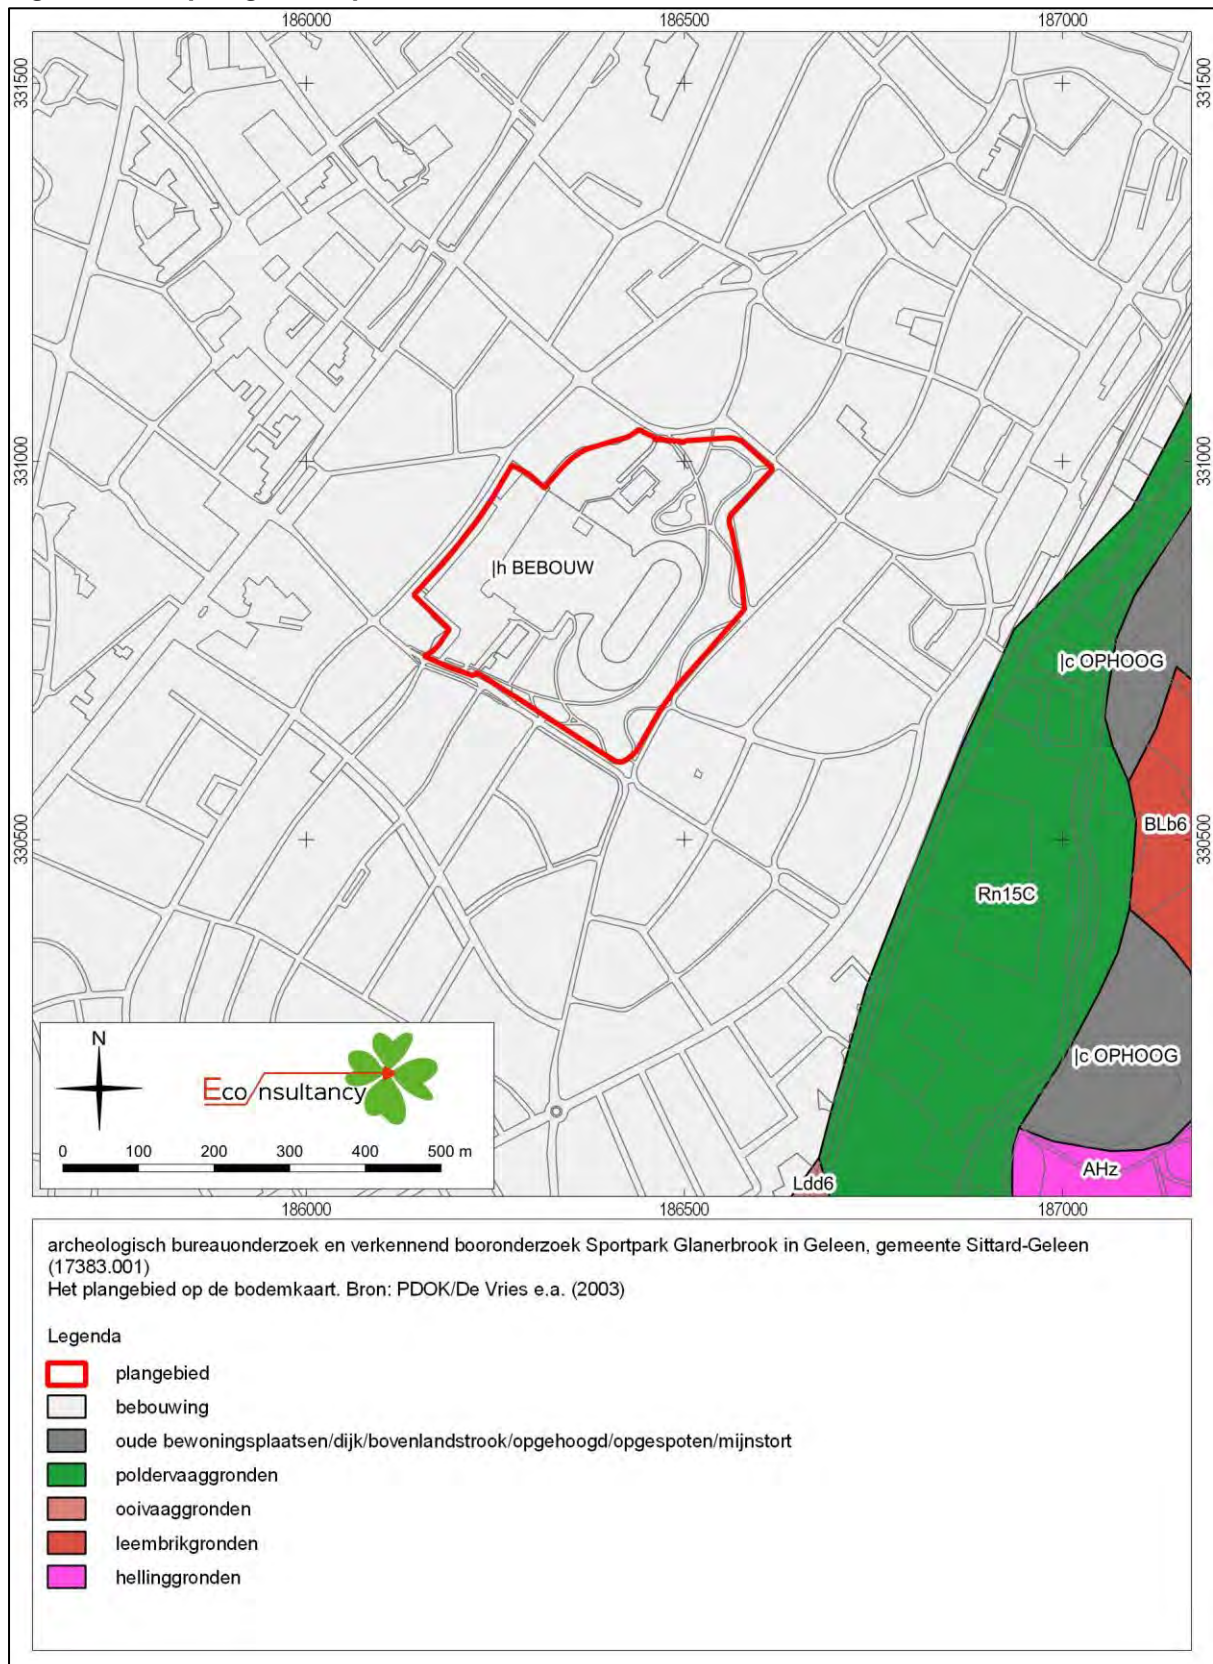 186000 186500 187000
331500 331500
331000 331000
|h BEBOUW
|c OPHOOG
BLb6
330500 330500
Rn15C
|c OPHOOG
AHz
Ldd6
N
Eco nsultancy
0 100 200 300 400 500 m
186000 186500 187000
archeologisch bureauonderzoek en verkennend booronderzoek Sportpark Glanerbrook in Geleen, gemeente Sittard-Geleen
(17383.001)
Het plangebied op de bodemkaart. Bron: PDOK/De Vries e.a. (2003)
Legenda
plangebied
bebouwing
oude bewoningsplaatsen/dijk/bovenlandstrook/opgehoogd/opgespoten/mijnstort
poldervaaggronden
ooivaaggronden
leembrikgronden
hellinggronden